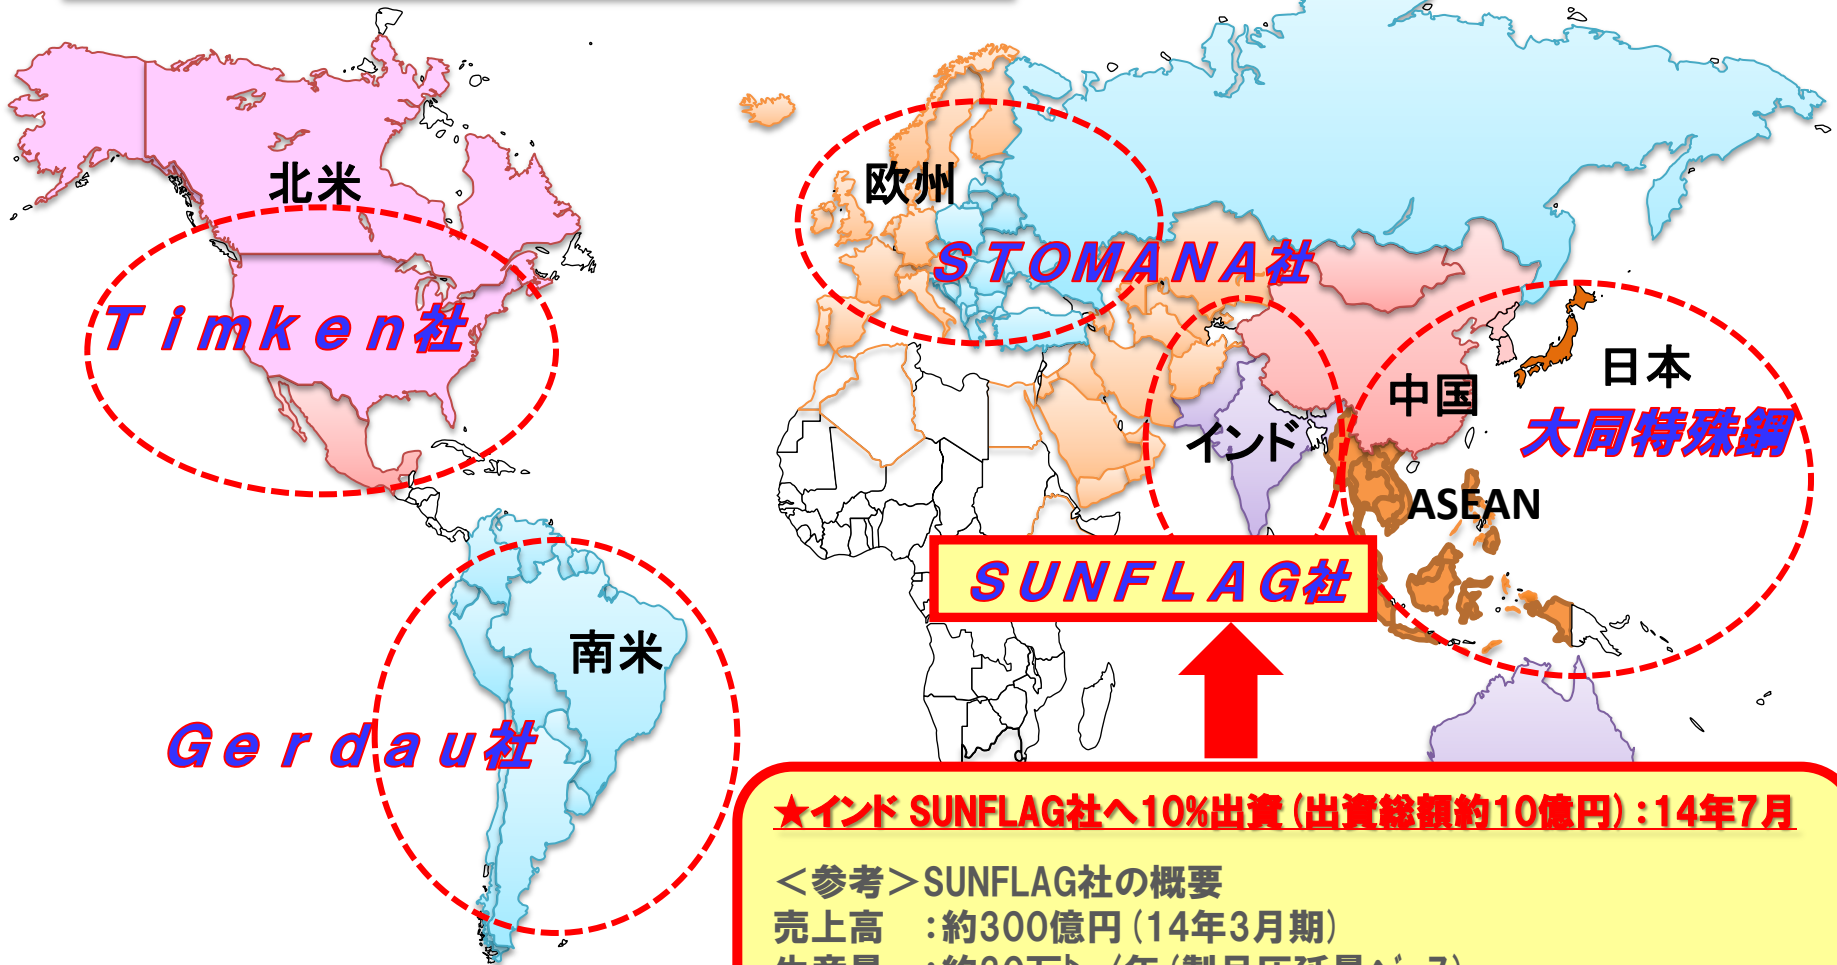 北米
欧州
STOMANA社
Timken社
日本
中国
大同特殊鋼
インド
ASEAN
SUNFLAG社
南米
Gerdau社
★インド SUNFLAG社へ10%出資(出資総額約10億円):14年7月
<参考>SUNFLAG社の概要
売上高 :約300億円(14年3月期)